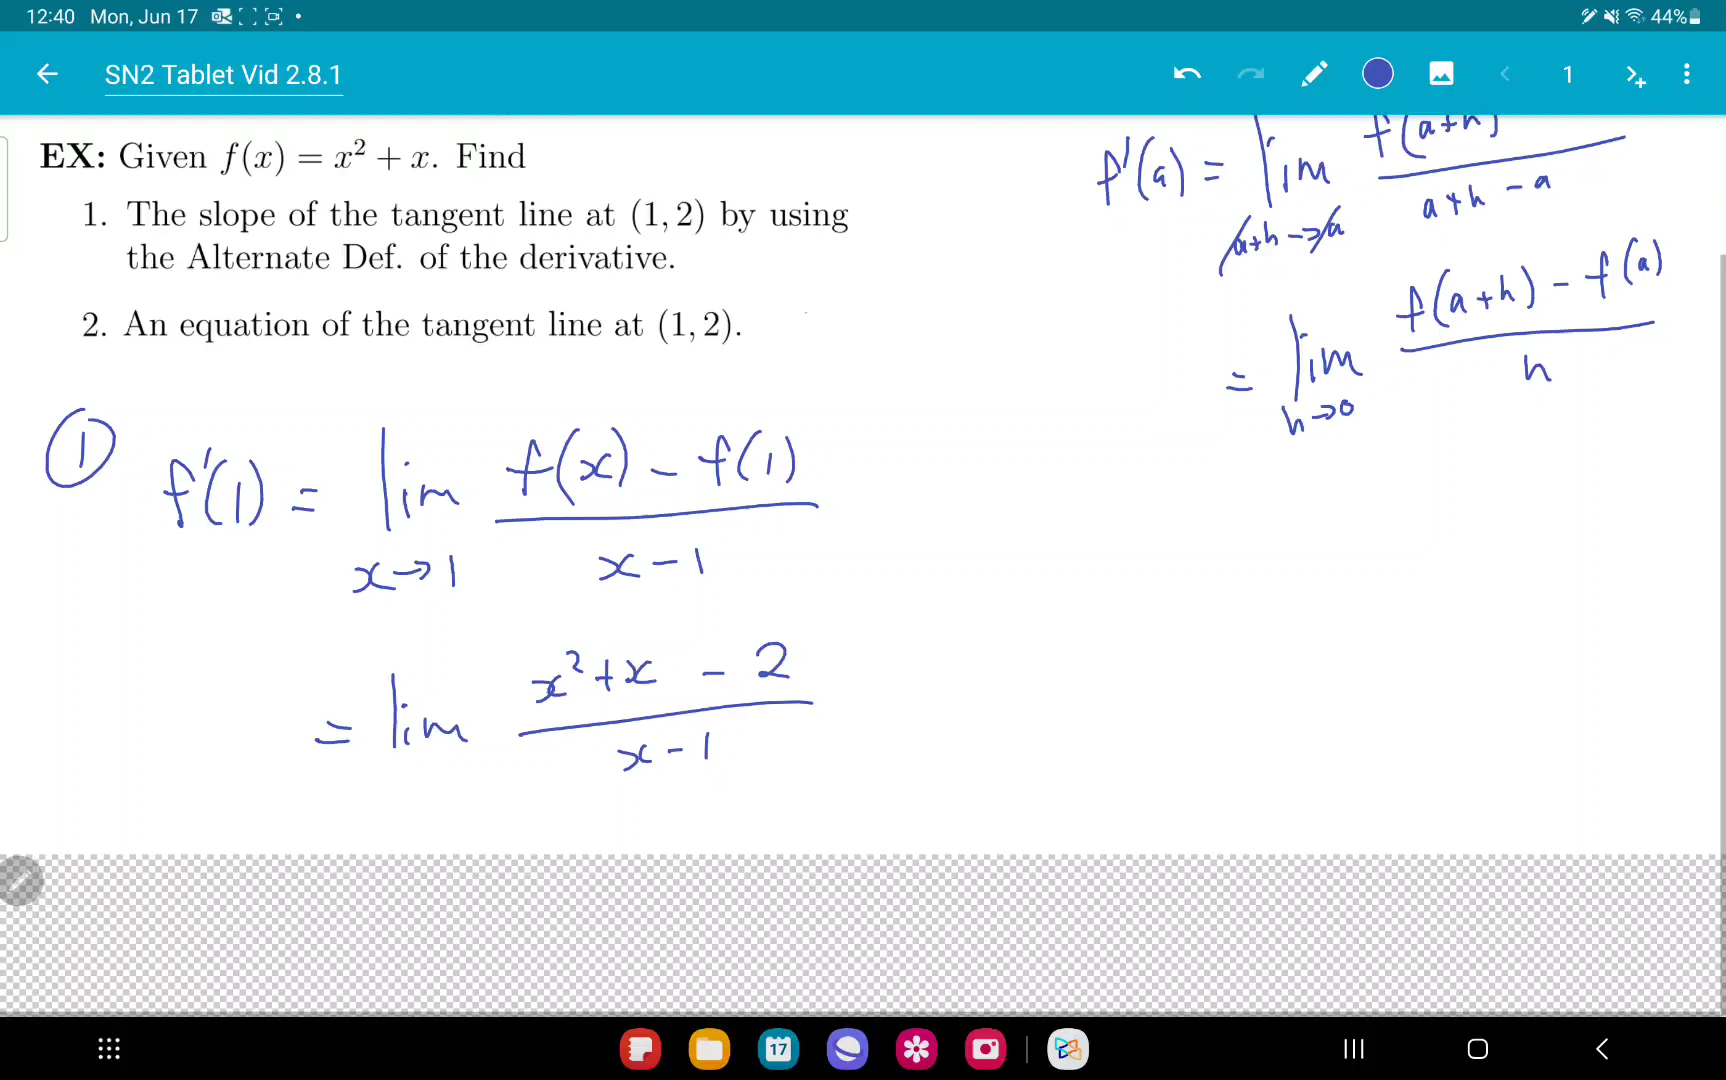 12:40 Mon, Jun 17
44%
SN2 Tablet Vid 2.8.1
1
EX: Given f(x) = x² + x. Find
1. The slope of the tangent line at (1, 2) by using
the Alternate Def. of the derivative.
2. An equation of the tangent line at (1, 2).
f'(a) = lim f(a+h)
a+h→a a+h - a
= lim f(a+h) - f(a)
h→0 h
① f'(1) = lim f(x) - f(1)
x→1 x-1
= lim x²+x - 2
x-1
17